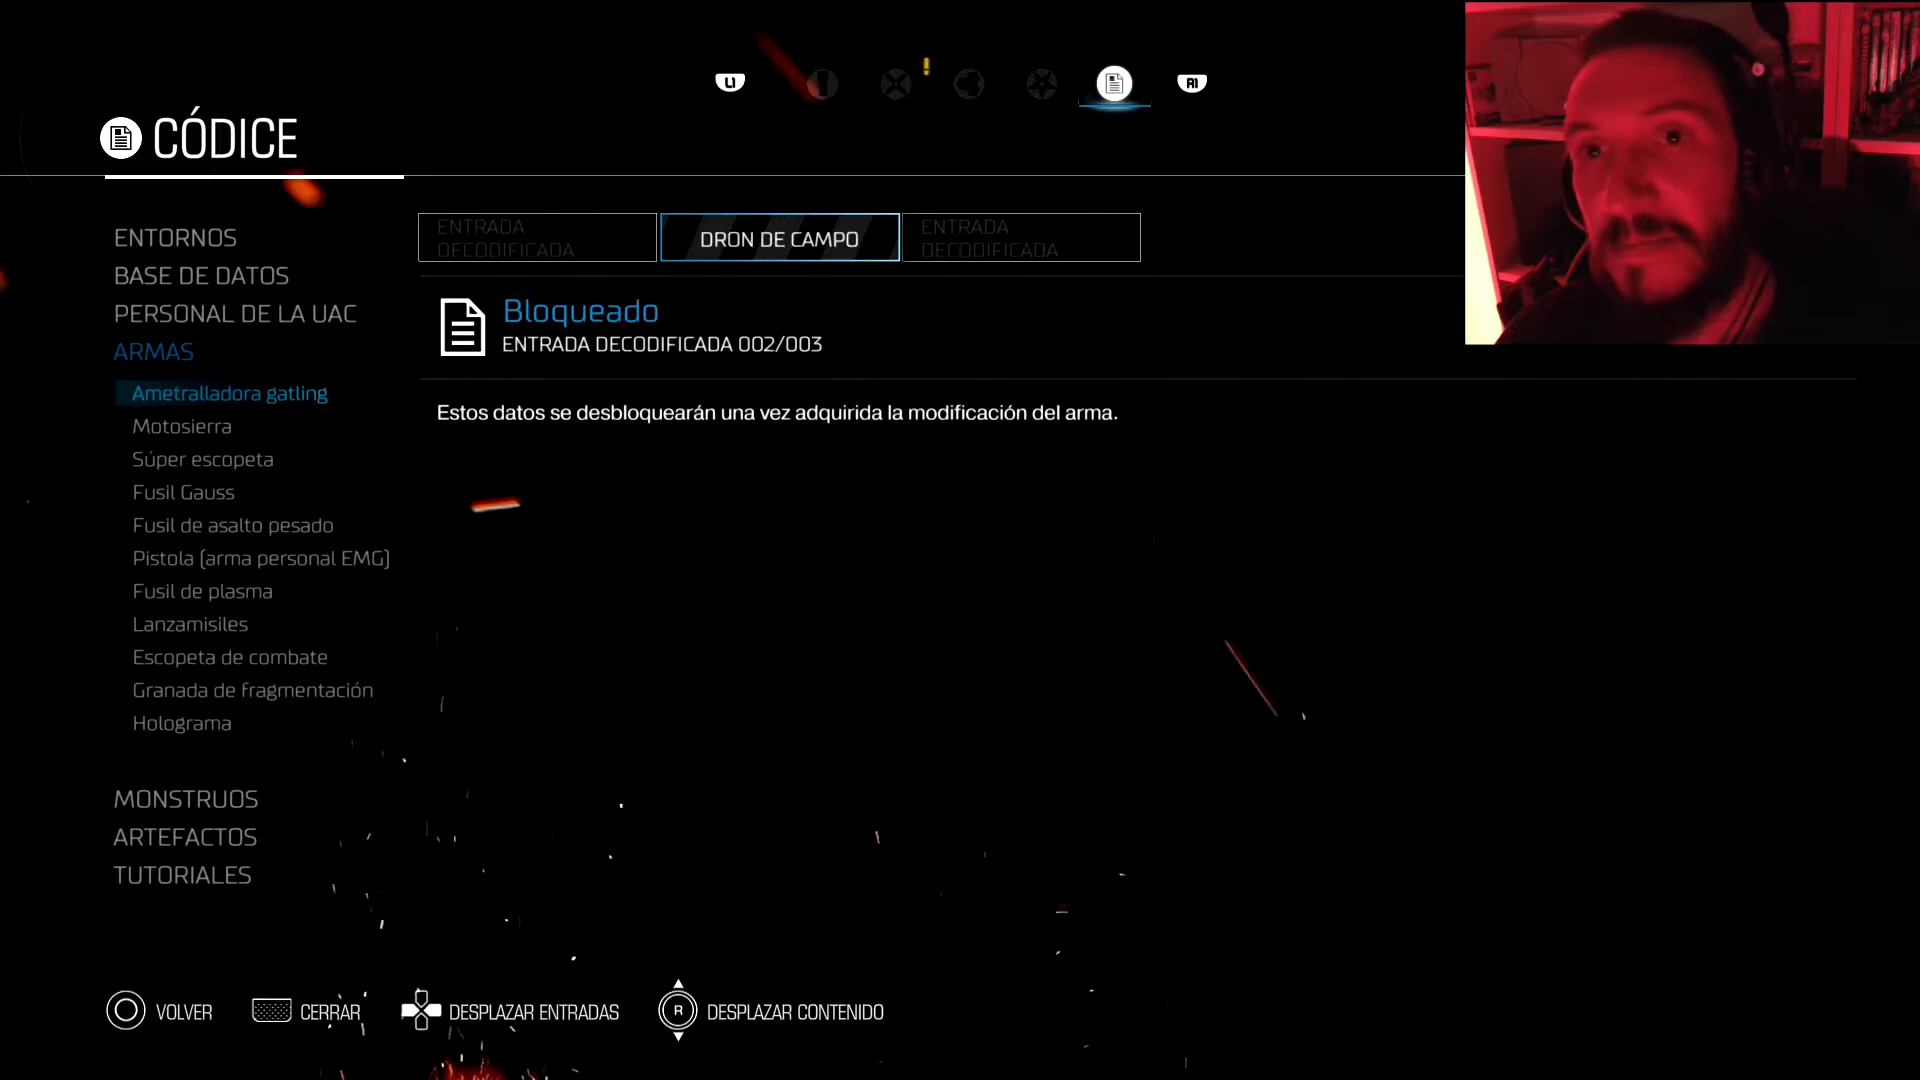 L1
R1
CÓDICE
ENTORNOS
BASE DE DATOS
PERSONAL DE LA UAC
ARMAS
Ametralladora gatling
Motosierra
Súper escopeta
Fusil Gauss
Fusil de asalto pesado
Pistola (arma personal EMG)
Fusil de plasma
Lanzamisiles
Escopeta de combate
Granada de fragmentación
Holograma
MONSTRUOS
ARTEFACTOS
TUTORIALES
ENTRADA
DECODIFICADA
DRON DE CAMPO
ENTRADA
DECODIFICADA
Bloqueado
ENTRADA DECODIFICADA 002/003
Estos datos se desbloquearán una vez adquirida la modificación del arma.
VOLVER
CERRAR
DESPLAZAR ENTRADAS
R
DESPLAZAR CONTENIDO